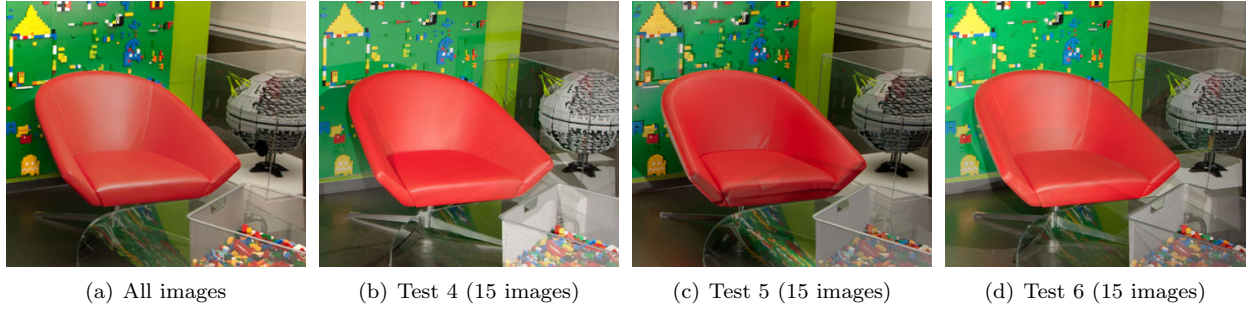 (a) All images
(b) Test 4 (15 images)
(c) Test 5 (15 images)
(d) Test 6 (15 images)